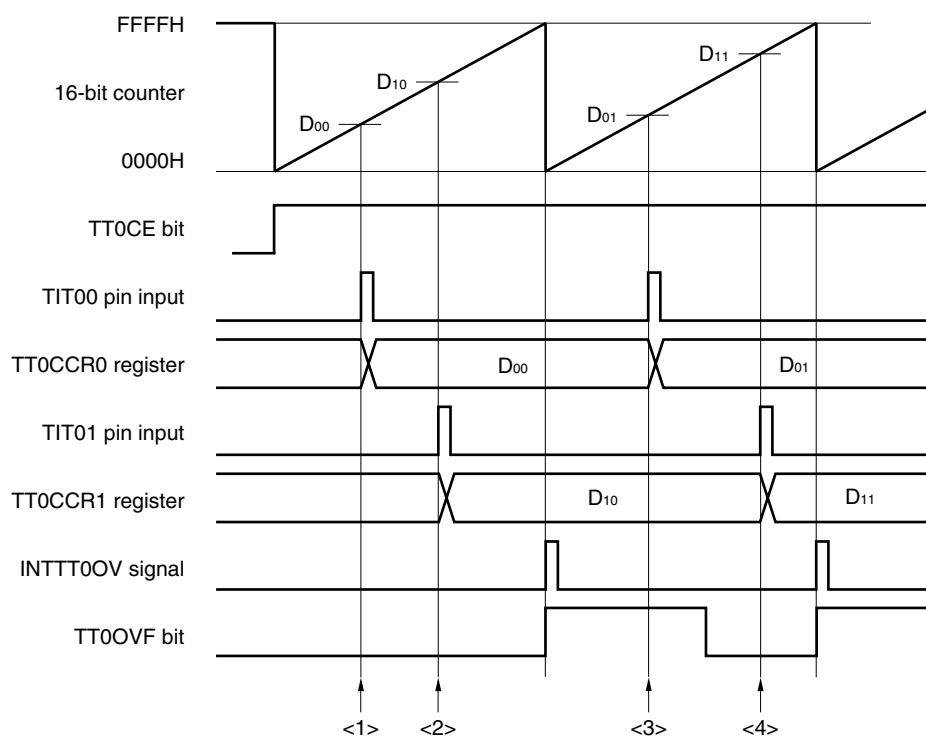 FFFFH
D11
D10
16-bit counter
D00
D01
0000H
TT0CE bit
TIT00 pin input
TT0CCR0 register
D00
D01
TIT01 pin input
TT0CCR1 register
D10
D11
INTTT0OV signal
TT0OVF bit
<1> <2> <3> <4>